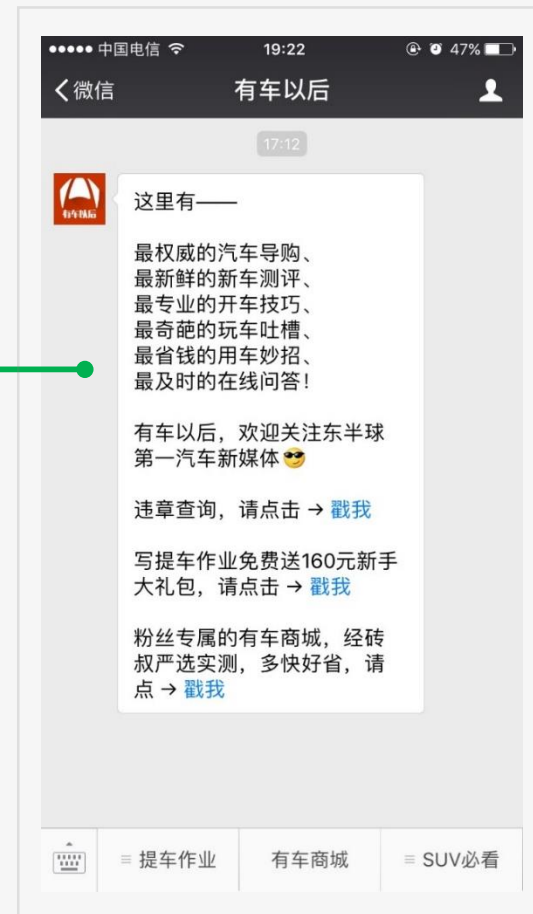 中国电信 19:22 47%
微信 有车以后
17:12
有车以后
这里有——
最权威的汽车导购、
最新鲜的新车测评、
最专业的开车技巧、
最奇葩的玩车吐槽、
最省钱的用车妙招、
最及时的在线问答!
有车以后，欢迎关注东半球
第一汽车新媒体😎
违章查询，请点击 → 戳我
写提车作业免费送160元新手
大礼包，请点击 → 戳我
粉丝专属的有车商城，经砖
叔严选实测，多快好省，请
点 → 戳我
提车作业 有车商城 SUV必看